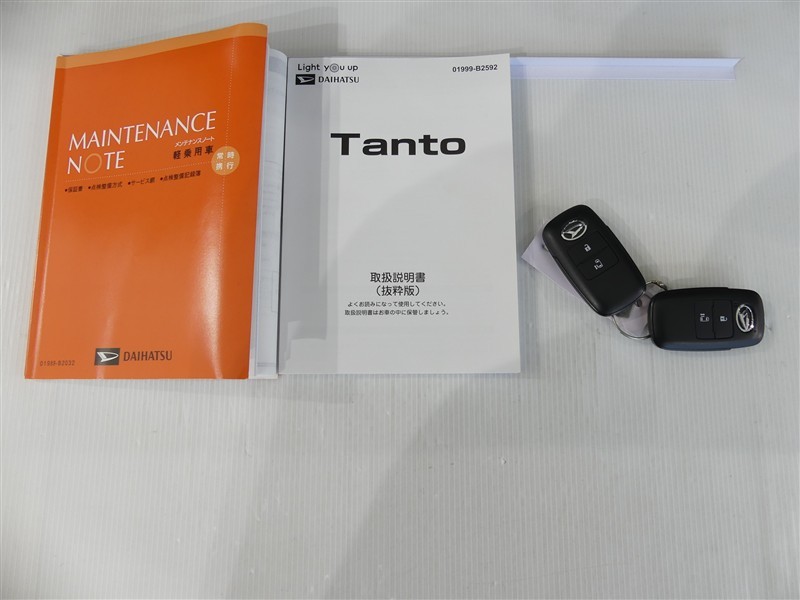 MAINTENANCE
NOTE
メンテナンスノート
軽乗用車
常時
携行
●保証書 ●点検整備方式 ●サービス網 ●点検整備記録簿
DAIHATSU
01999-B2592
Light you up
DAIHATSU
01999-B2592
Tanto
取扱説明書
（抜粋版）
よくお読みになって使用してください。
取扱説明書はお車の中に保管しましょう。